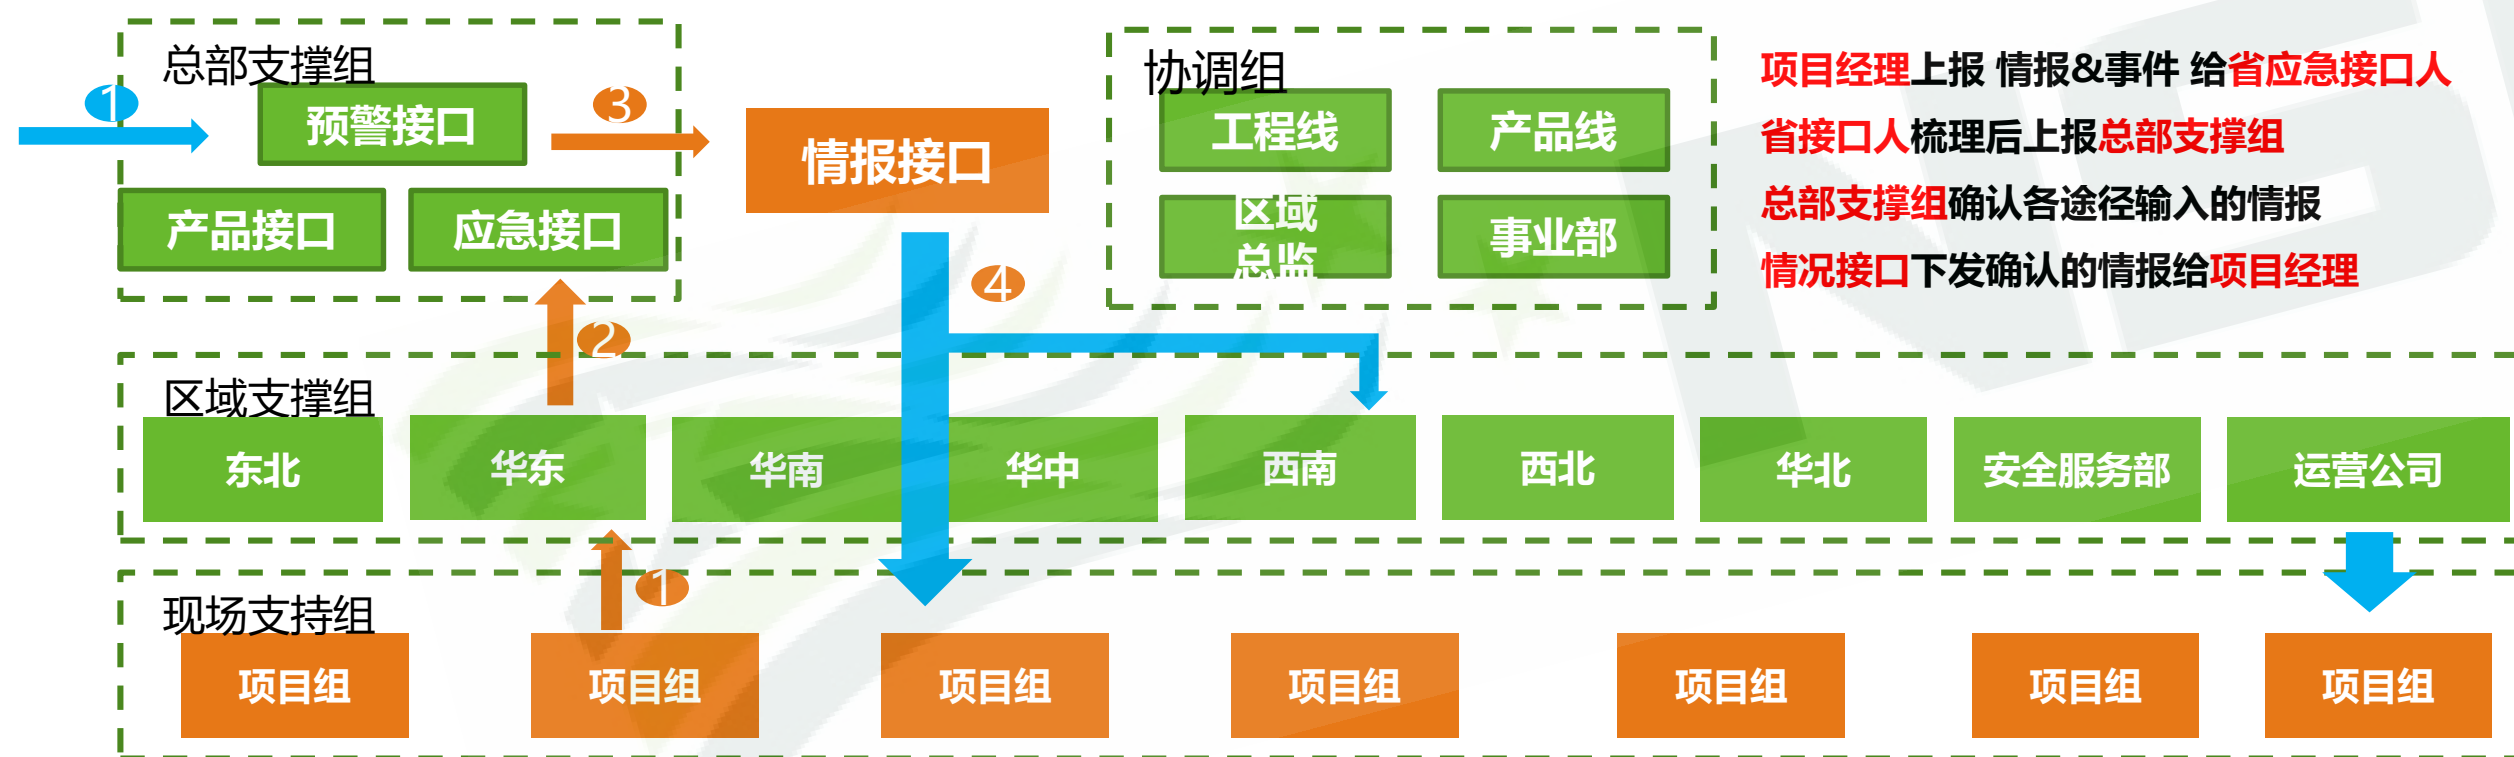 总部支撑组
1
预警接口
3
产品接口
应急接口
情报接口
协调组
工程线
产品线
区域
总监
事业部
项目经理上报 情报&事件 给省应急接口人
省接口人梳理后上报总部支撑组
总部支撑组确认各途径输入的情报
情况接口下发确认的情报给项目经理
4
2
区域支撑组
东北
华东
华南
华中
西南
西北
华北
安全服务部
运营公司
1
现场支持组
项目组
项目组
项目组
项目组
项目组
项目组
项目组